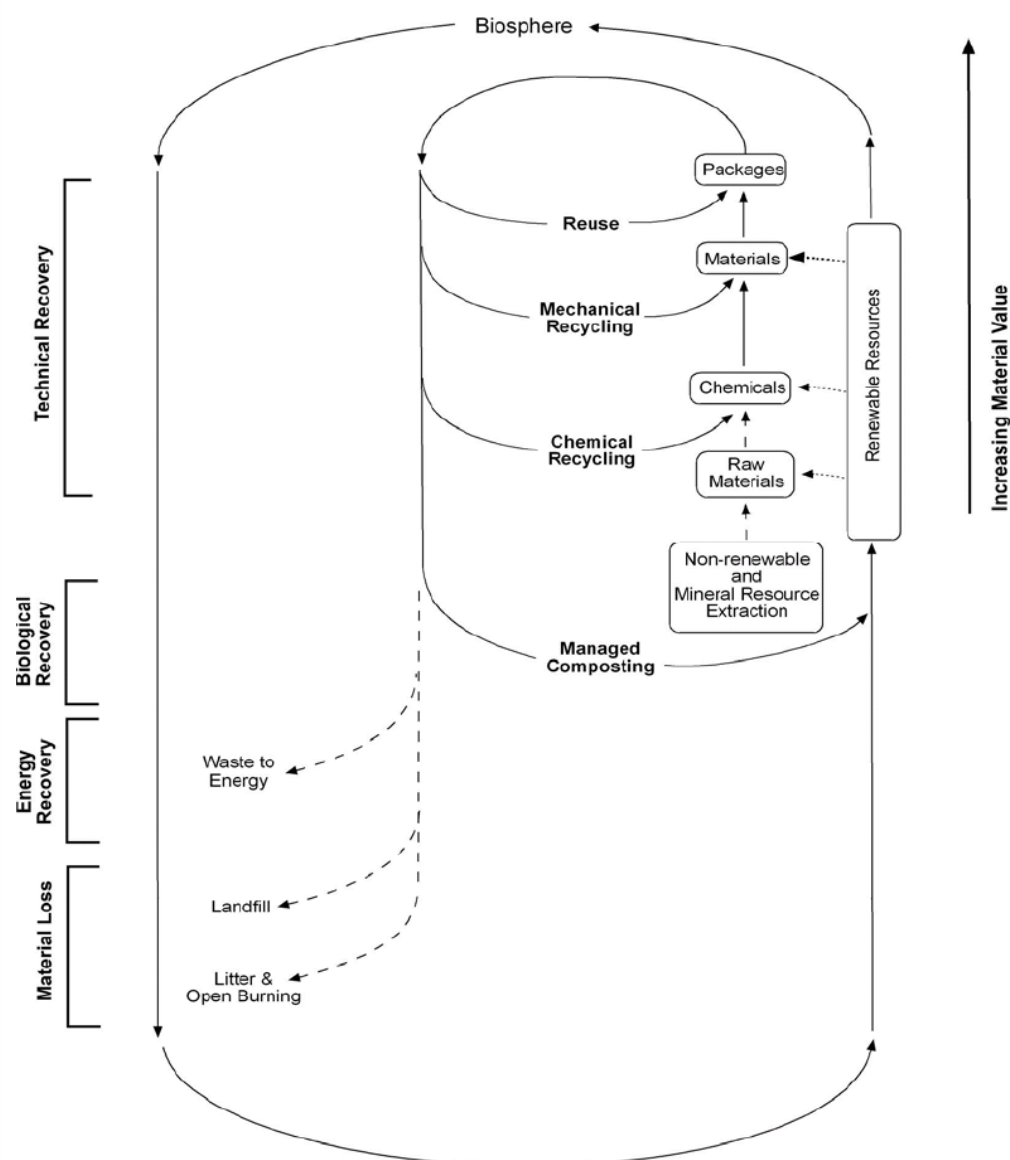 Biosphere
Packages
Reuse
Materials
Mechanical
Recycling
Chemicals
Chemical
Recycling
Raw
Materials
Non-renewable
and
Mineral Resource
Extraction
Managed
Composting
Renewable Resources
Increasing Material Value
Technical Recovery
Biological
Recovery
Energy
Recovery
Material Loss
Waste to
Energy
Landfill
Litter &
Open Burning